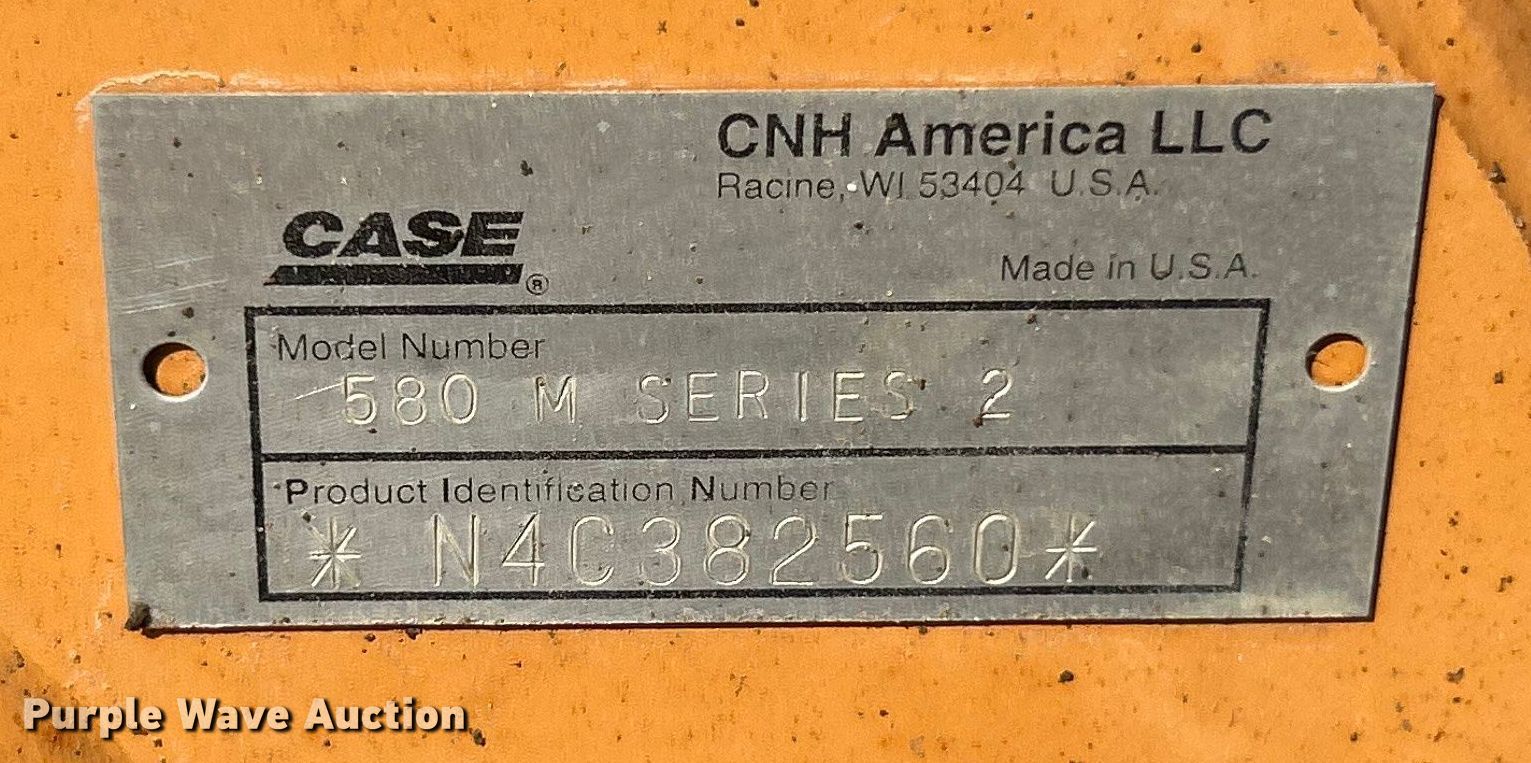 CNH America LLC
Racine, WI 53404 U.S.A.
CASE®
Made in U.S.A.
Model Number
580 M SERIES 2
Product Identification Number
* N4C382560*
Purple Wave Auction